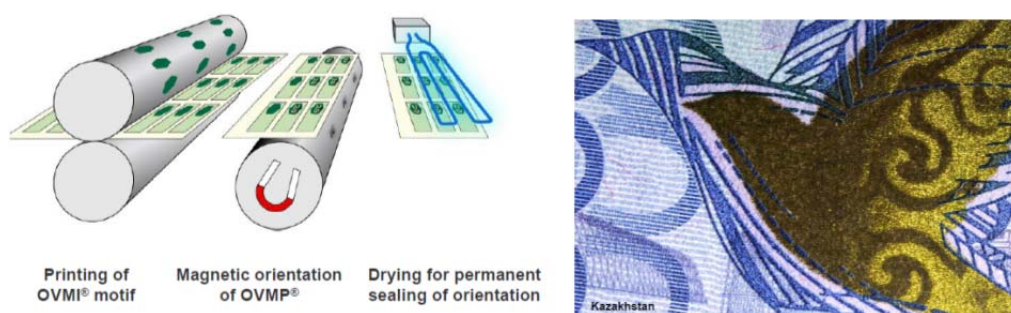 Printing of
OVMI® motif
Magnetic orientation
of OVMP®
Drying for permanent
sealing of orientation
Kazakhstan